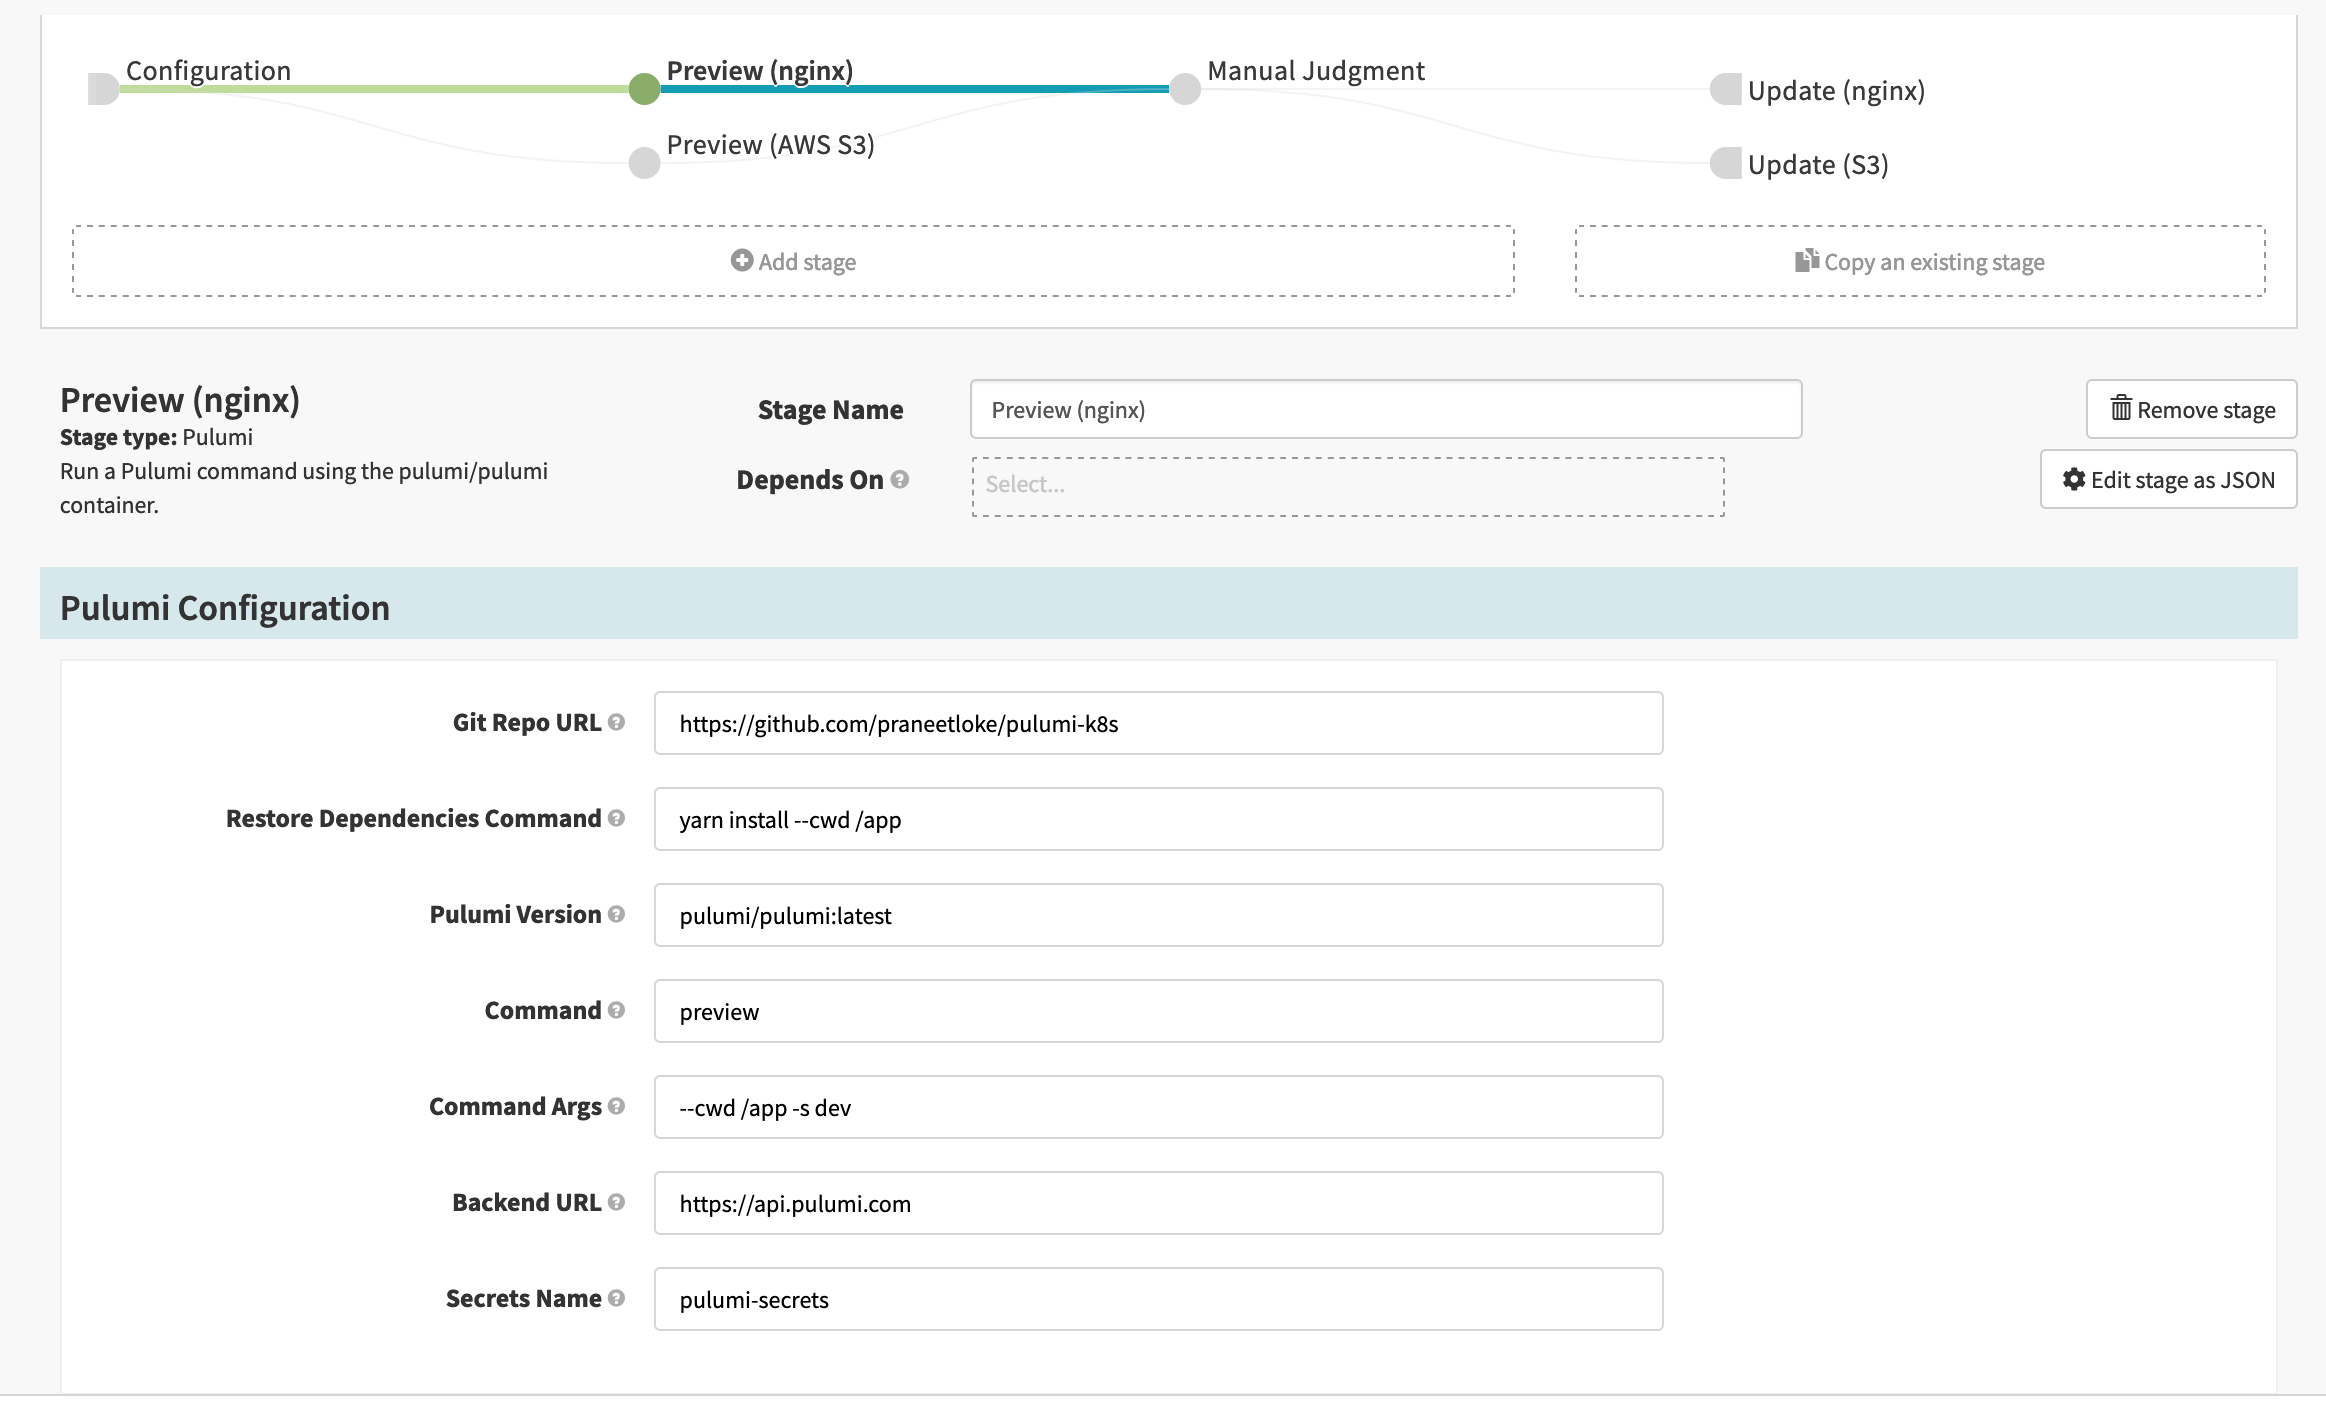 Configuration
Preview (nginx)
Manual Judgment
Update (nginx)
Preview (AWS S3)
Update (S3)
Add stage
Copy an existing stage
Preview (nginx)
Stage type: Pulumi
Run a Pulumi command using the pulumi/pulumi
container.
Stage Name
Preview (nginx)
Remove stage
Depends On
Select...
Edit stage as JSON
Pulumi Configuration
Git Repo URL
https://github.com/praneetloke/pulumi-k8s
Restore Dependencies Command
yarn install --cwd /app
Pulumi Version
pulumi/pulumi:latest
Command
preview
Command Args
--cwd /app -s dev
Backend URL
https://api.pulumi.com
Secrets Name
pulumi-secrets